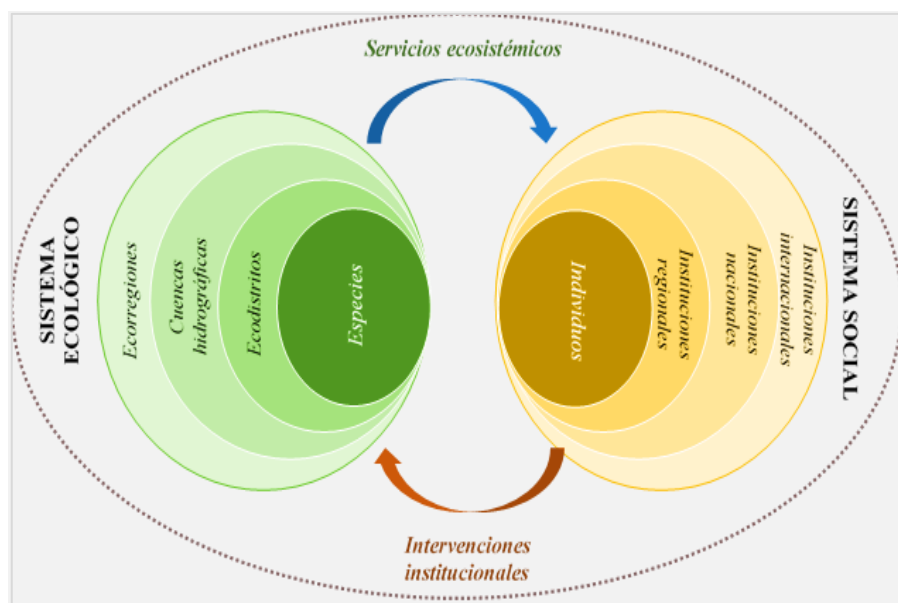 Servicios ecosistémicos
SISTEMA
ECOLÓGICO
Ecorregiones
Cuencas
hidrográficas
Ecodistritos
Especies
Individuos
Instituciones
regionales
Instituciones
nacionales
Instituciones
internacionales
SISTEMA SOCIAL
Intervenciones
institucionales